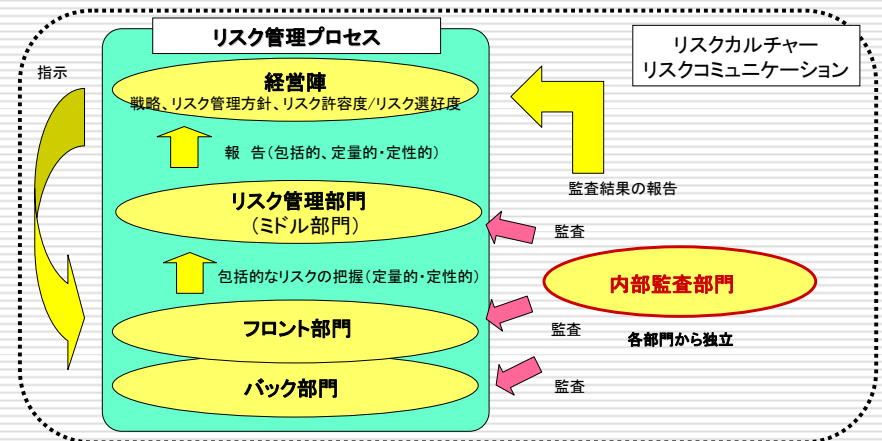 リスク管理プロセス
リスクカルチャー
リスクコミュニケーション
指示
経営陣
戦略、リスク管理方針、リスク許容度/リスク選好度
報 告(包括的、定量的・定性的)
監査結果の報告
リスク管理部門
(ミドル部門)
監査
包括的なリスクの把握(定量的・定性的)
内部監査部門
フロント部門
監査
各部門から独立
バック部門
監査